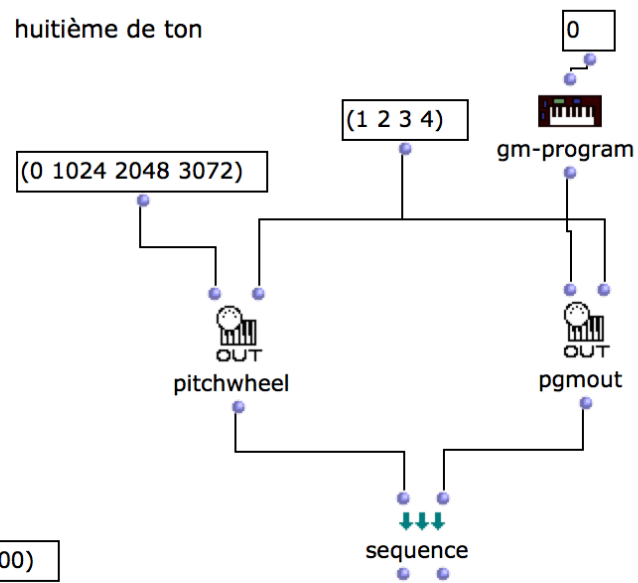 huitième de ton
0
(1 2 3 4)
gm-program
(0 1024 2048 3072)
OUT
pitchwheel
OUT
pgmout
sequence
00)